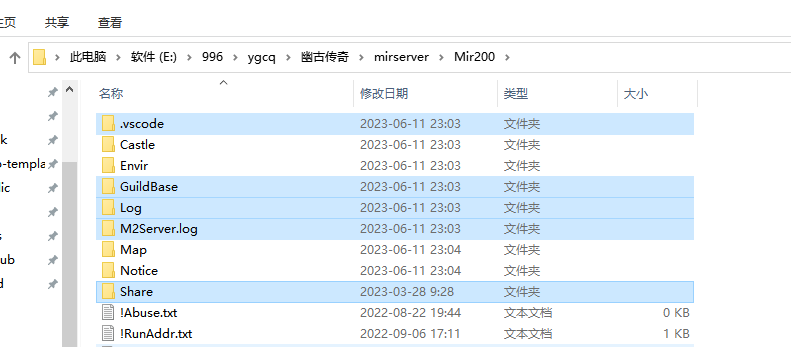 主页 共享 查看
此电脑 软件 (E:) 996 ygcq 幽古传奇 mirserver Mir200
名称 修改日期 类型 大小
.vscode 2023-06-11 23:03 文件夹
k Castle 2023-06-11 23:03 文件夹
o-templa Envir 2023-06-11 23:03 文件夹
lic GuildBase 2023-06-11 23:03 文件夹
Log 2023-06-11 23:03 文件夹
s M2Server.log 2023-06-11 23:03 文件夹
ub Map 2023-06-11 23:04 文件夹
d Notice 2023-06-11 23:04 文件夹
Share 2023-03-28 9:28 文件夹
!Abuse.txt 2022-08-22 19:44 文本文档 0 KB
!RunAddr.txt 2022-09-06 17:11 文本文档 1 KB